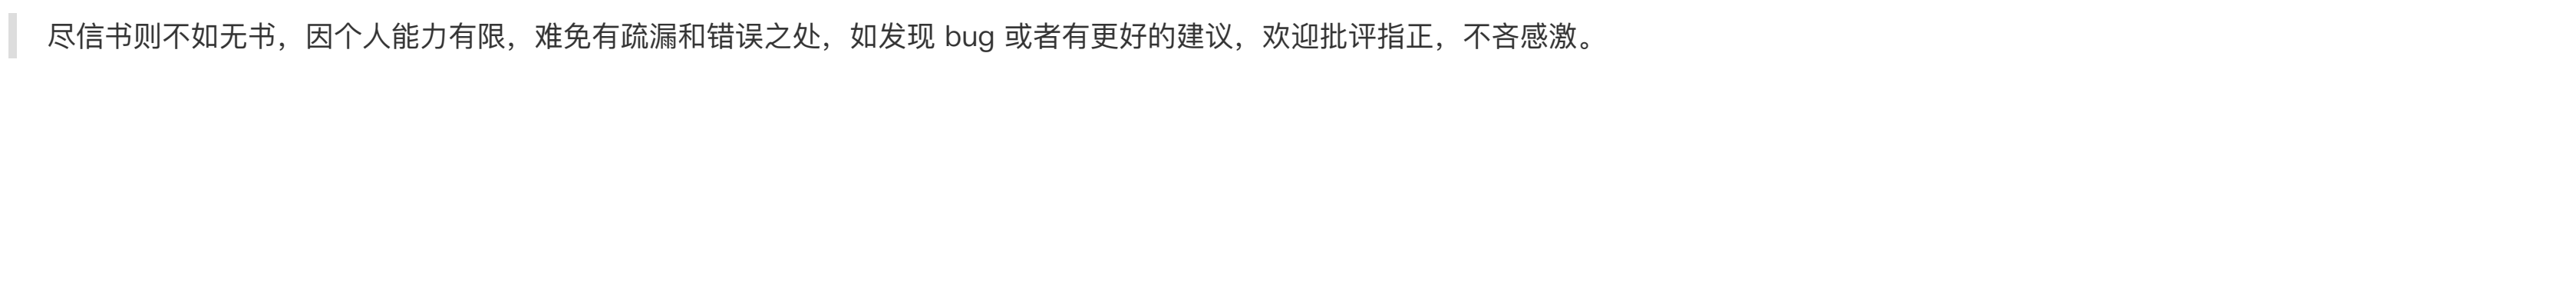 尽信书则不如无书，因个人能力有限，难免有疏漏和错误之处，如发现 bug 或者有更好的建议，欢迎批评指正，不吝感激。